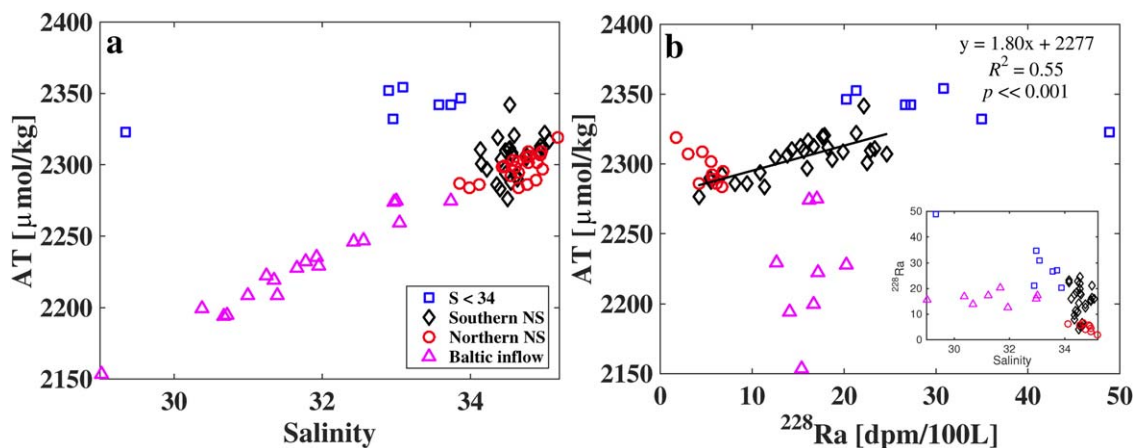 a
AT [μmol/kg]
2400
2350
2300
2250
2200
2150
30
32
34
Salinity
S < 34
Southern NS
Northern NS
Baltic inflow
b
AT [μmol/kg]
2400
2350
2300
2250
2200
2150
0
10
20
30
40
50
²²⁸Ra [dpm/100L]
y = 1.80x + 2277
R² = 0.55
p << 0.001
²²⁸Ra
50
40
30
20
10
0
30
32
34
Salinity